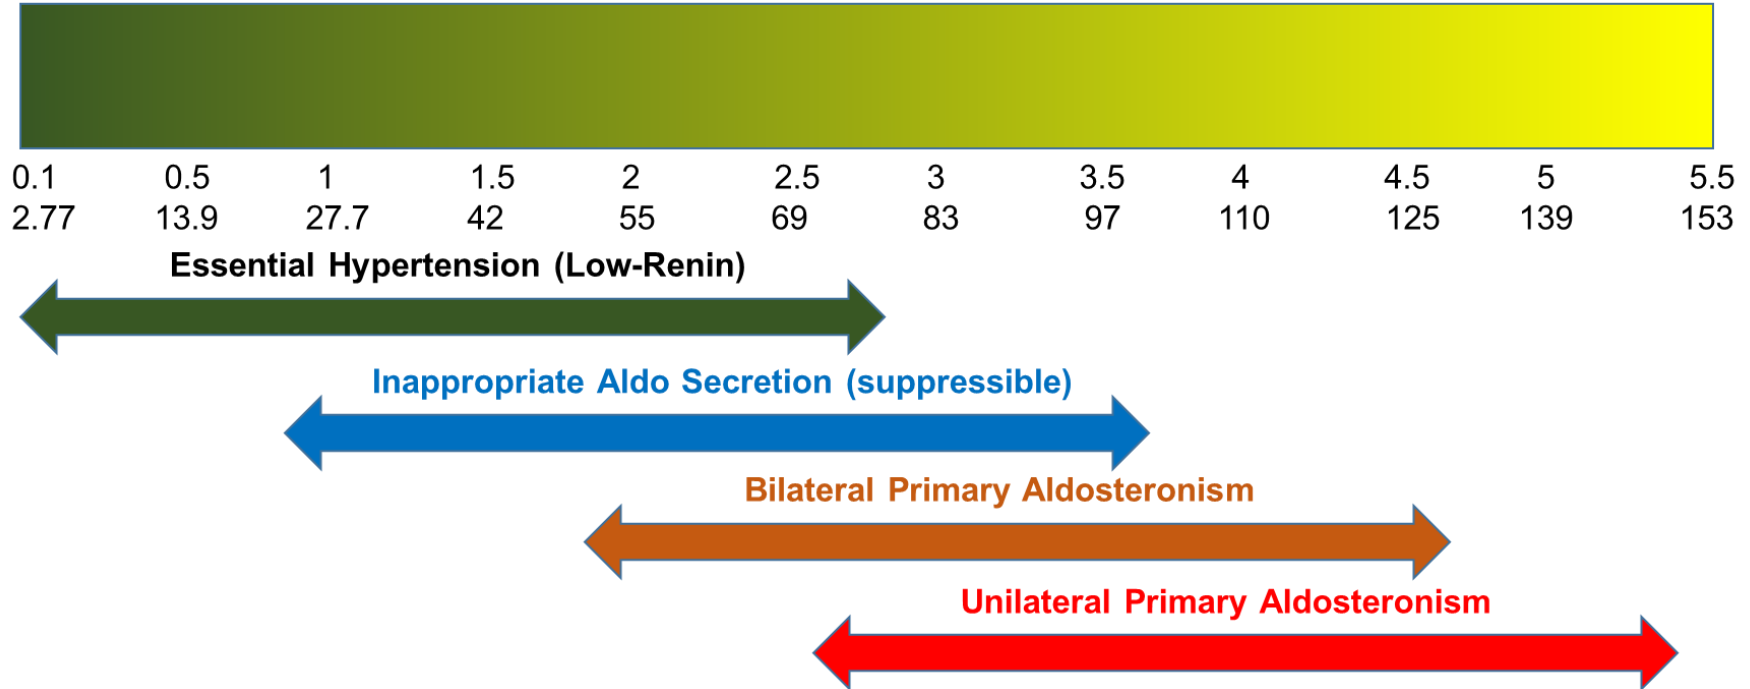 0.1 0.5 1 1.5 2 2.5 3 3.5 4 4.5 5 5.5
2.77 13.9 27.7 42 55 69 83 97 110 125 139 153
Essential Hypertension (Low-Renin)
Inappropriate Aldo Secretion (suppressible)
Bilateral Primary Aldosteronism
Unilateral Primary Aldosteronism